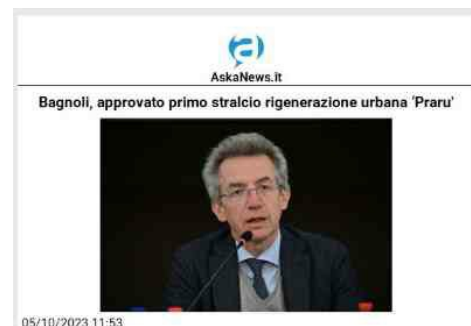 a
AskaNews.it
Bagnoli, approvato primo stralcio rigenerazione urbana 'Praru'
05/10/2023 11:53